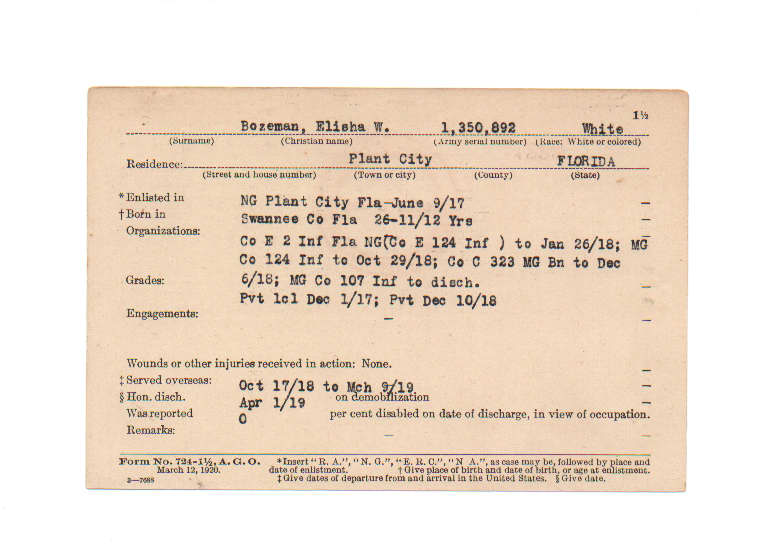 1½
Bozeman, Elisha W. 1,350,892 White
(Surname) (Christian name) (Army serial number) (Race: White or colored)
Residence: Plant City FLORIDA
(Street and house number) (Town or city) (County) (State)
*Enlisted in NG Plant City Fla-June 9/17 –
†Born in Swannee Co Fla 26-11/12 Yrs –
Organizations: –
Co E 2 Inf Fla NG(Co E 124 Inf ) to Jan 26/18; MG
Co 124 Inf to Oct 29/18; Co C 323 MG Bn to Dec
Grades: 6/18; MG Co 107 Inf to disch. –
Pvt 1cl Dec 1/17; Pvt Dec 10/18 –
Engagements: – –
Wounds or other injuries received in action: None. –
‡Served overseas: Oct 17/18 to Mch 9/19 –
§Hon. disch. Apr 1/19 on demobilization –
Was reported 0 per cent disabled on date of discharge, in view of occupation.
Remarks: – –
Form No. 724-1½, A. G. O. *Insert "R. A.", "N. G.", "E. R. C.", "N A.", as case may be, followed by place and
March 12, 1920. date of enlistment. †Give place of birth and date of birth, or age at enlistment.
3—7688 ‡Give dates of departure from and arrival in the United States. §Give date.